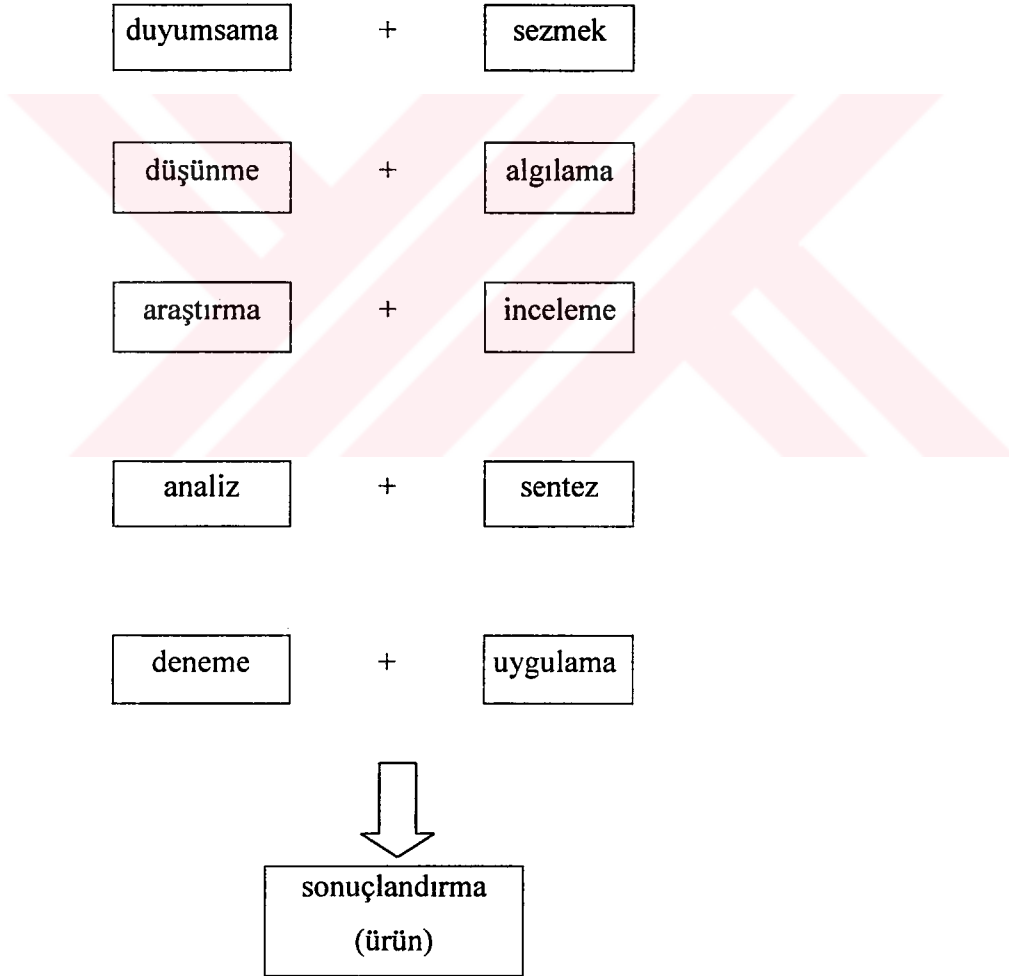 duyumsama + sezmek
düşünme + algılama
araştırma + inceleme
analiz + sentez
deneme + uygulama
sonuçlandırma
(ürün)